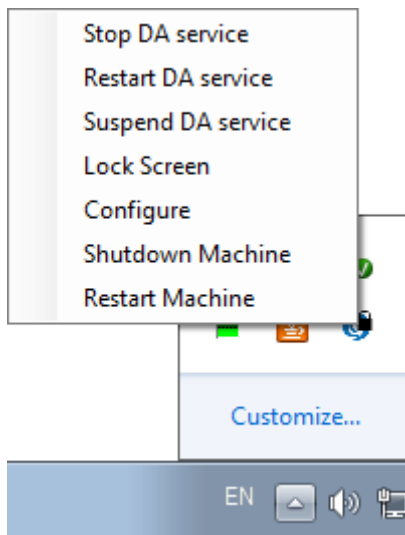 Stop DA service
Restart DA service
Suspend DA service
Lock Screen
Configure
Shutdown Machine
Restart Machine
Customize...
EN